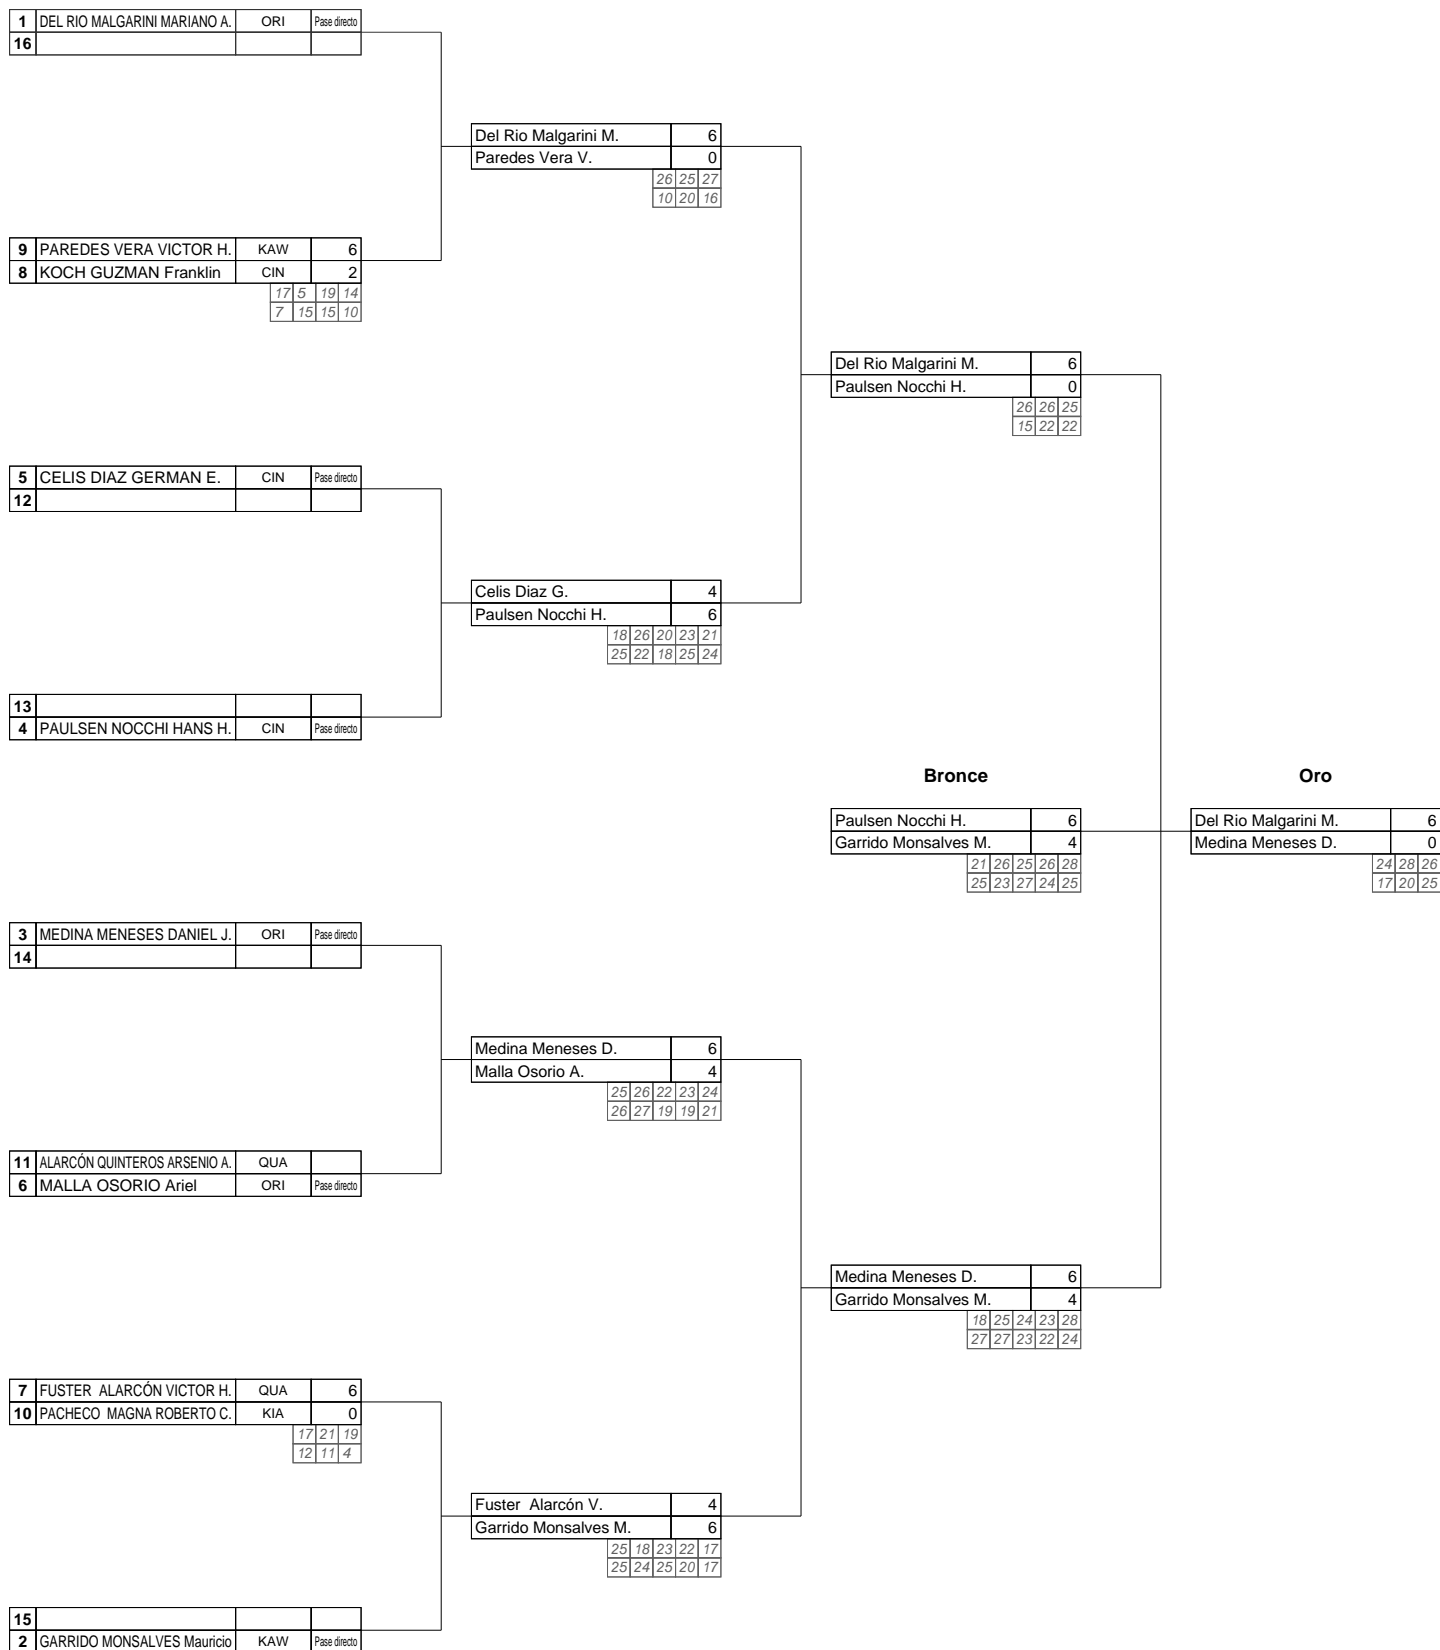 1 DEL RIO MALGARINI MARIANO A. ORI Pase directo
16
Del Rio Malgarini M. 6
Paredes Vera V. 0
26 25 27
10 20 16
9 PAREDES VERA VICTOR H. KAW 6
8 KOCH GUZMAN Franklin CIN 2
17 5 19 14
7 15 15 10
Del Rio Malgarini M. 6
Paulsen Nocchi H. 0
26 26 25
15 22 22
5 CELIS DIAZ GERMAN E. CIN Pase directo
12
Celis Diaz G. 4
Paulsen Nocchi H. 6
18 26 20 23 21
25 22 18 25 24
13
4 PAULSEN NOCCHI HANS H. CIN Pase directo
Bronce Oro
Paulsen Nocchi H. 6 Del Rio Malgarini M. 6
Garrido Monsalves M. 4 Medina Meneses D. 0
21 26 25 26 28 24 28 26
25 23 27 24 25 17 20 25
3 MEDINA MENESES DANIEL J. ORI Pase directo
14
Medina Meneses D. 6
Malla Osorio A. 4
25 26 22 23 24
26 27 19 19 21
11 ALARCÓN QUINTEROS ARSENIO A. QUA
6 MALLA OSORIO Ariel ORI Pase directo
Medina Meneses D. 6
Garrido Monsalves M. 4
18 25 24 23 28
27 27 23 22 24
7 FUSTER ALARCÓN VICTOR H. QUA 6
10 PACHECO MAGNA ROBERTO C. KIA 0
17 21 19
12 11 4
Fuster Alarcón V. 4
Garrido Monsalves M. 6
25 18 23 22 17
25 24 25 20 17
15
2 GARRIDO MONSALVES Mauricio KAW Pase directo